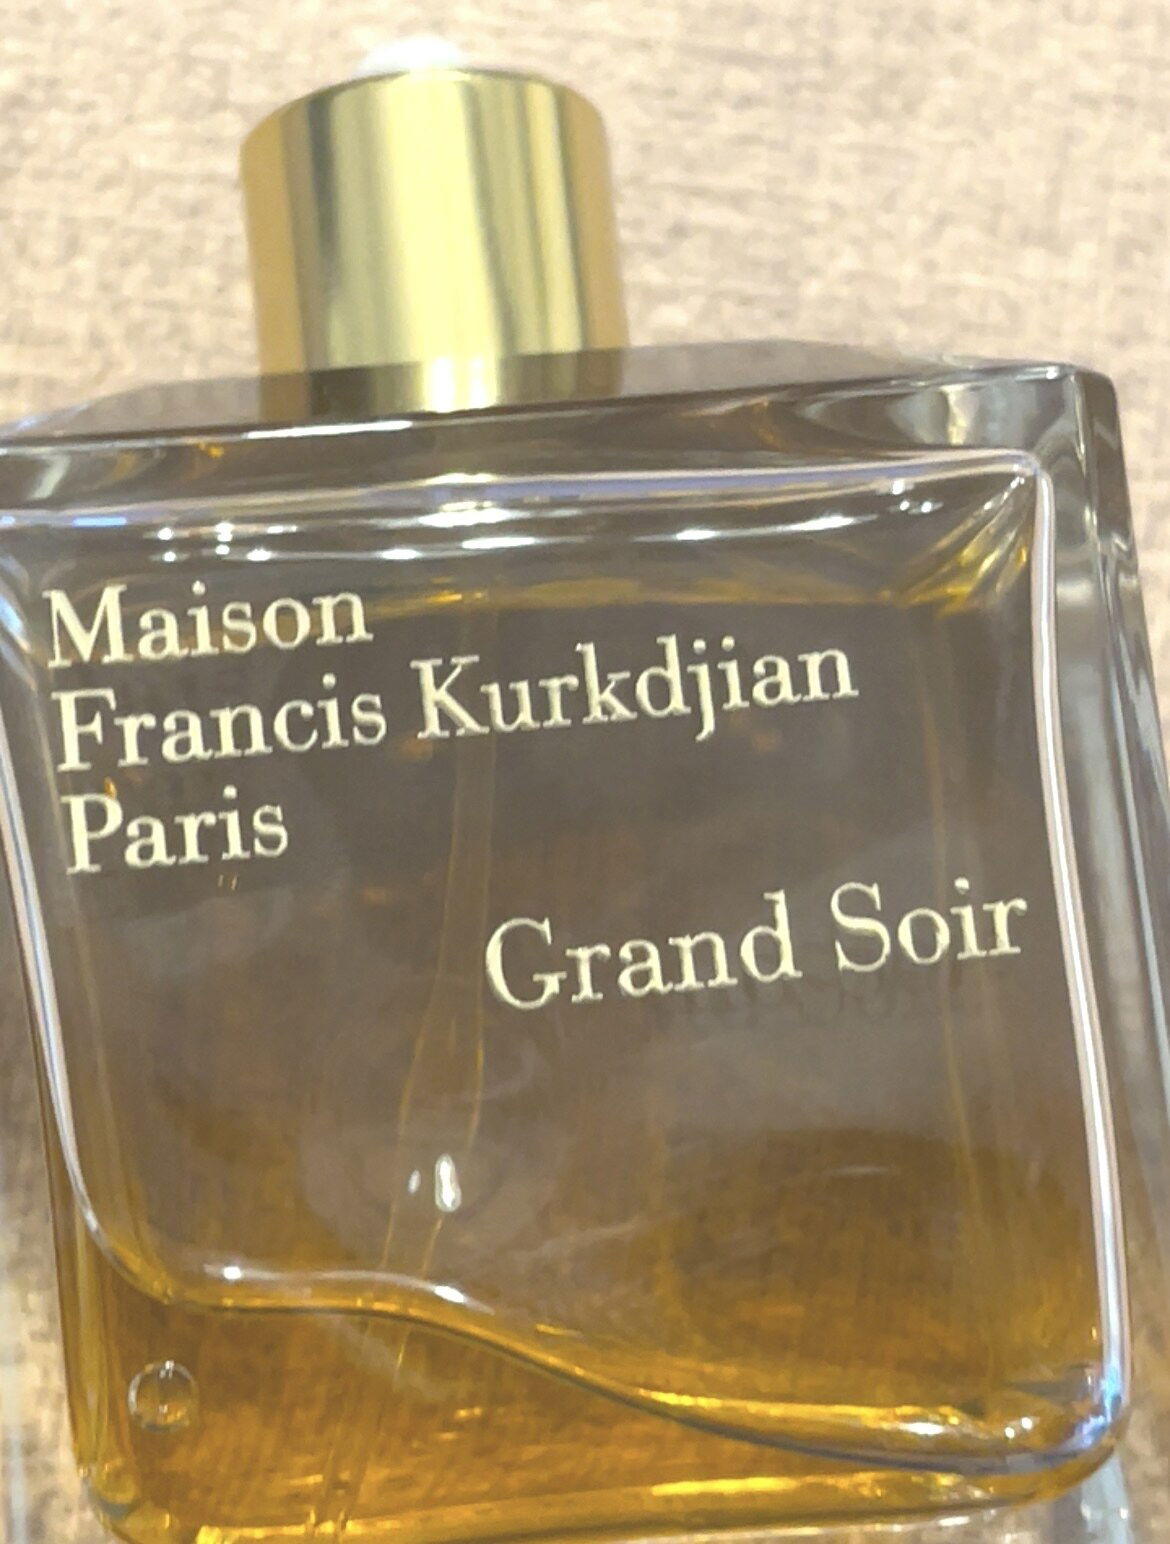 Maison
Francis Kurkdjian
Paris
Grand Soir